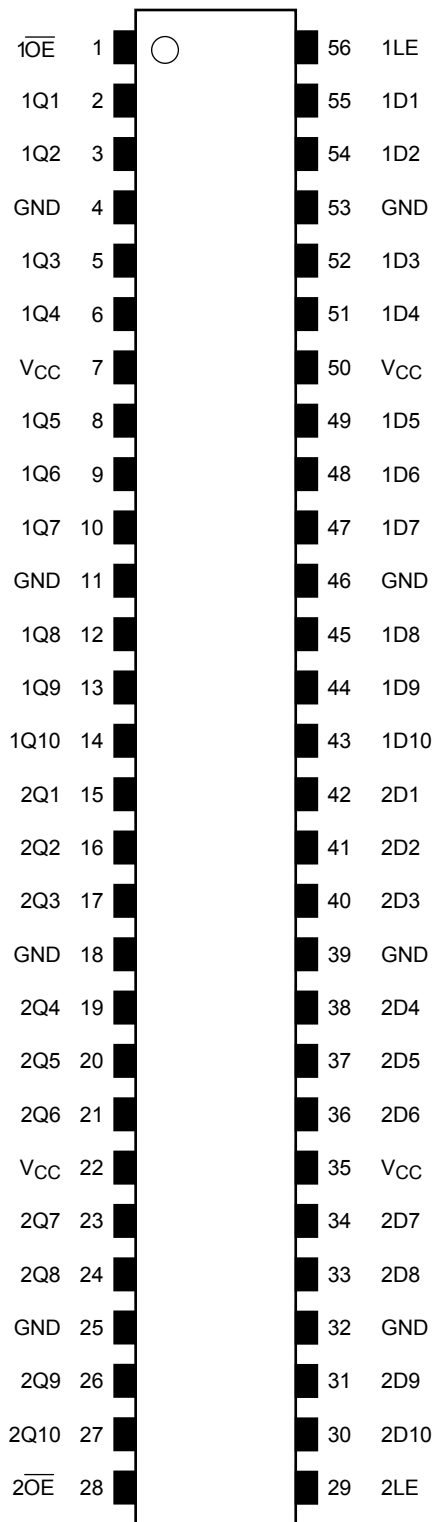 1O̅E̅ 1 56 1LE
1Q1 2 55 1D1
1Q2 3 54 1D2
GND 4 53 GND
1Q3 5 52 1D3
1Q4 6 51 1D4
VCC 7 50 VCC
1Q5 8 49 1D5
1Q6 9 48 1D6
1Q7 10 47 1D7
GND 11 46 GND
1Q8 12 45 1D8
1Q9 13 44 1D9
1Q10 14 43 1D10
2Q1 15 42 2D1
2Q2 16 41 2D2
2Q3 17 40 2D3
GND 18 39 GND
2Q4 19 38 2D4
2Q5 20 37 2D5
2Q6 21 36 2D6
VCC 22 35 VCC
2Q7 23 34 2D7
2Q8 24 33 2D8
GND 25 32 GND
2Q9 26 31 2D9
2Q10 27 30 2D10
2O̅E̅ 28 29 2LE